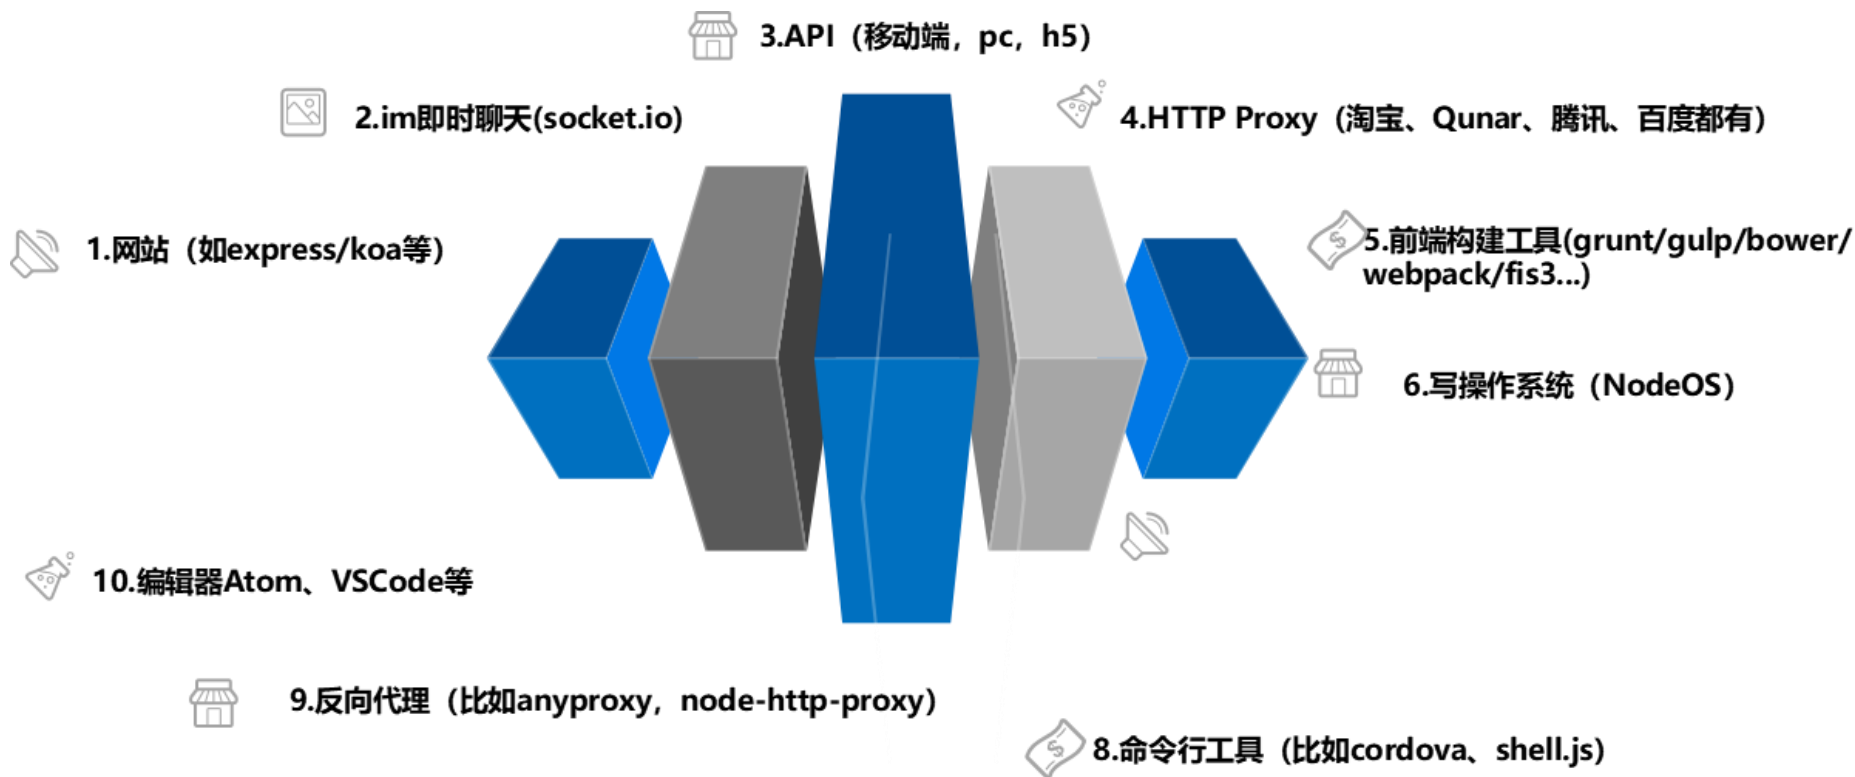 3.API（移动端，pc，h5）
2.im即时聊天(socket.io)
4.HTTP Proxy（淘宝、Qunar、腾讯、百度都有）
1.网站（如express/koa等）
5.前端构建工具(grunt/gulp/bower/
webpack/fis3...)
6.写操作系统（NodeOS）
10.编辑器Atom、VSCode等
9.反向代理（比如anyproxy，node-http-proxy）
8.命令行工具（比如cordova、shell.js）